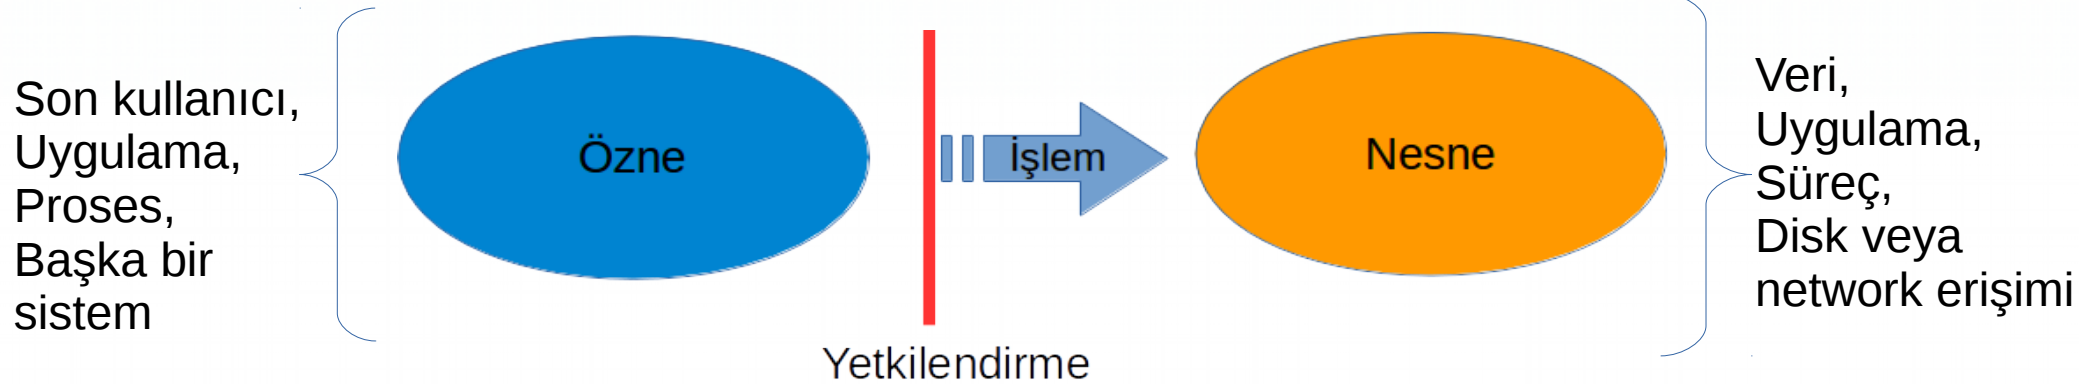 Son kullanıcı,
Uygulama,
Proses,
Başka bir
sistem
Özne
İşlem
Nesne
Yetkilendirme
Veri,
Uygulama,
Süreç,
Disk veya
network erişimi